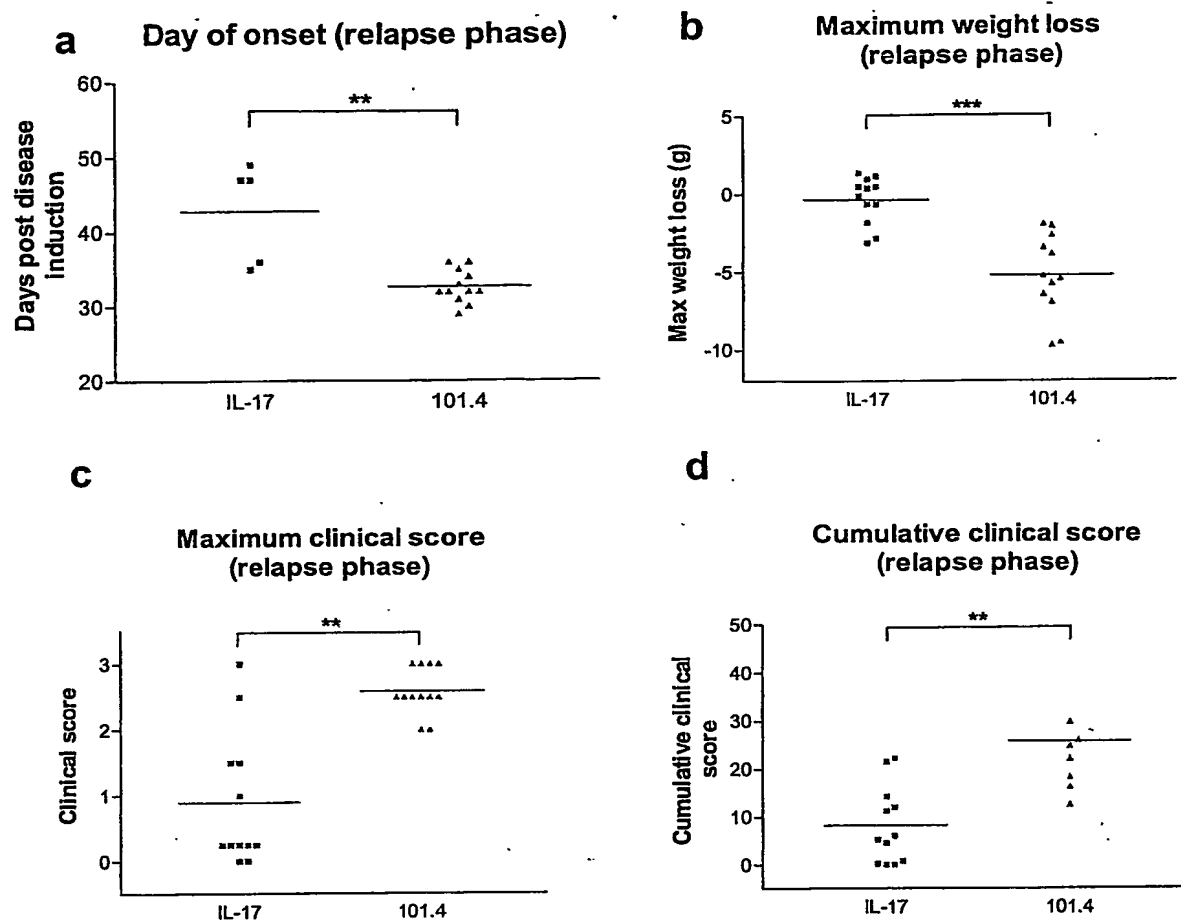 a
Day of onset (relapse phase)
60
50
40
30
20
Days post disease
induction
**
IL-17
101.4
b
Maximum weight loss
(relapse phase)
5
0
-5
-10
Max weight loss (g)
***
IL-17
101.4
c
Maximum clinical score
(relapse phase)
3
2
1
0
Clinical score
**
IL-17
101.4
d
Cumulative clinical score
(relapse phase)
50
40
30
20
10
0
Cumulative clinical
score
**
IL-17
101.4